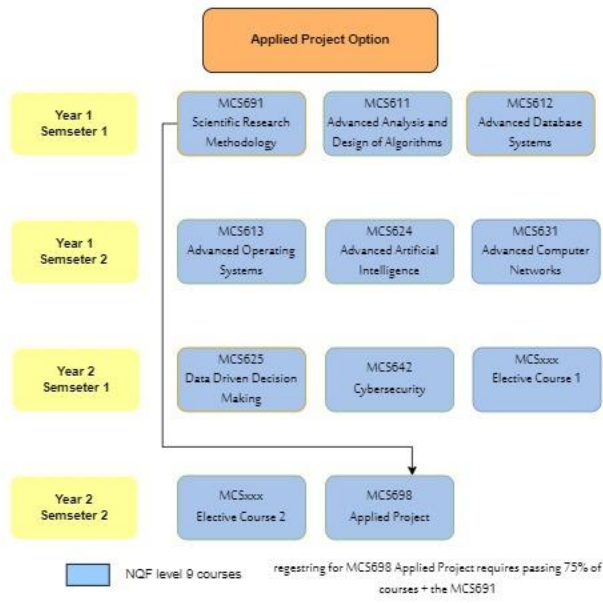 Applied Project Option
Year 1
Semseter 1
MCS691
Scientific Research
Methodology
MCS611
Advanced Analysis and
Design of Algorithms
MCS612
Advanced Database
Systems
Year 1
Semseter 2
MCS613
Advanced Operating
Systems
MCS624
Advanced Artificial
Intelligence
MCS631
Advanced Computer
Networks
Year 2
Semseter 1
MCS625
Data Driven Decision
Making
MCS642
Cybersecurity
MCSxxx
Elective Course 1
Year 2
Semseter 2
MCSxxx
Elective Course 2
MCS698
Applied Project
NQF level 9 courses
regestring for MCS698 Applied Project requires passing 75% of
courses + the MCS691